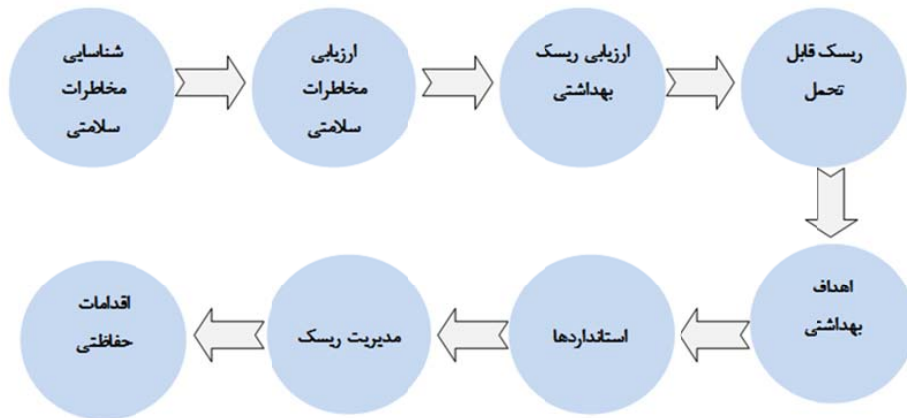 شناسایی
مخاطرات
سلامتی
ارزیابی
مخاطرات
سلامتی
ارزیابی ریسک
بهداشتی
ریسک قابل
تحمل
اهداف
بهداشتی
استانداردها
مدیریت ریسک
اقدامات
حفاظتی